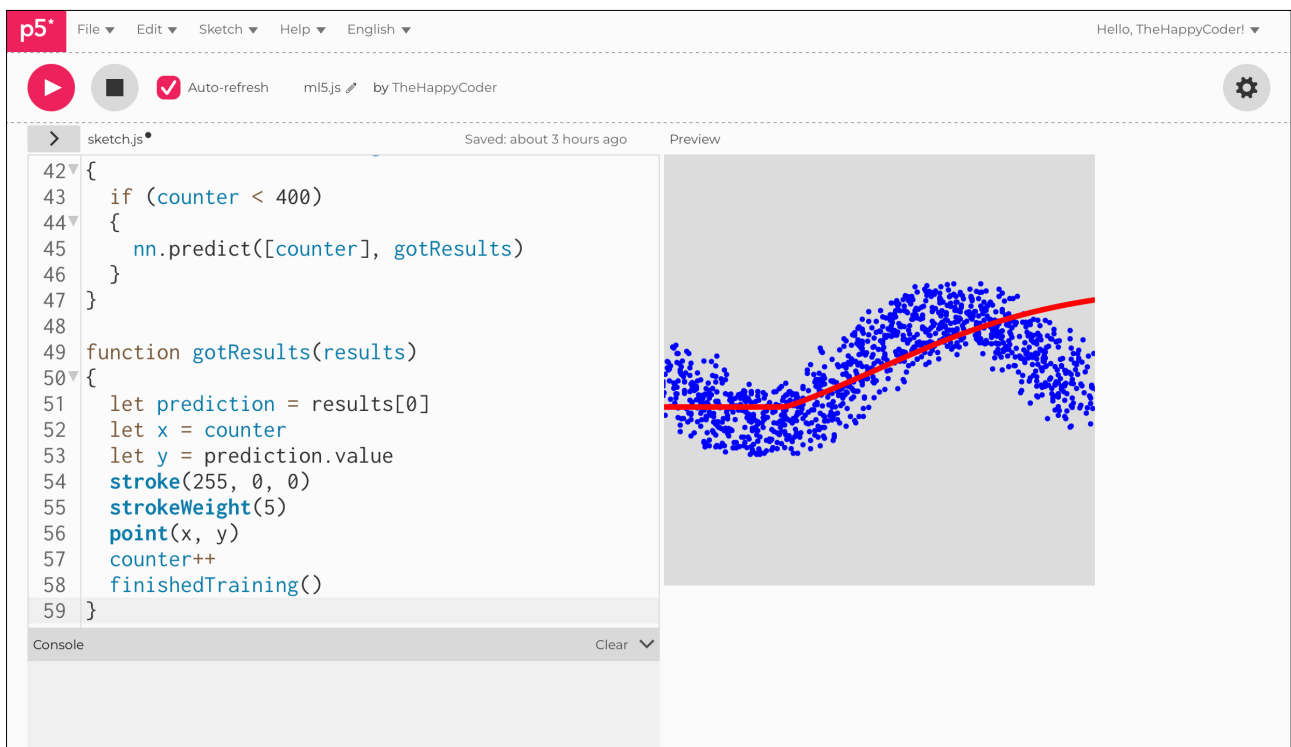 p5* File Edit Sketch Help English Hello, TheHappyCoder!
Auto-refresh ml5.js by TheHappyCoder
sketch.js Saved: about 3 hours ago Preview
42 {
43   if (counter < 400)
44   {
45     nn.predict([counter], gotResults)
46   }
47 }
48
49 function gotResults(results)
50 {
51   let prediction = results[0]
52   let x = counter
53   let y = prediction.value
54   stroke(255, 0, 0)
55   strokeWeight(5)
56   point(x, y)
57   counter++
58   finishedTraining()
59 }
Console Clear